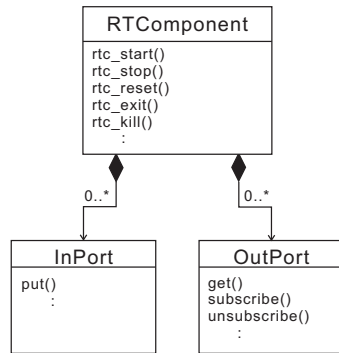 RTComponent
rtc_start()
rtc_stop()
rtc_reset()
rtc_exit()
rtc_kill()
:
0..*
0..*
InPort
put()
:
OutPort
get()
subscribe()
unsubscribe()
: